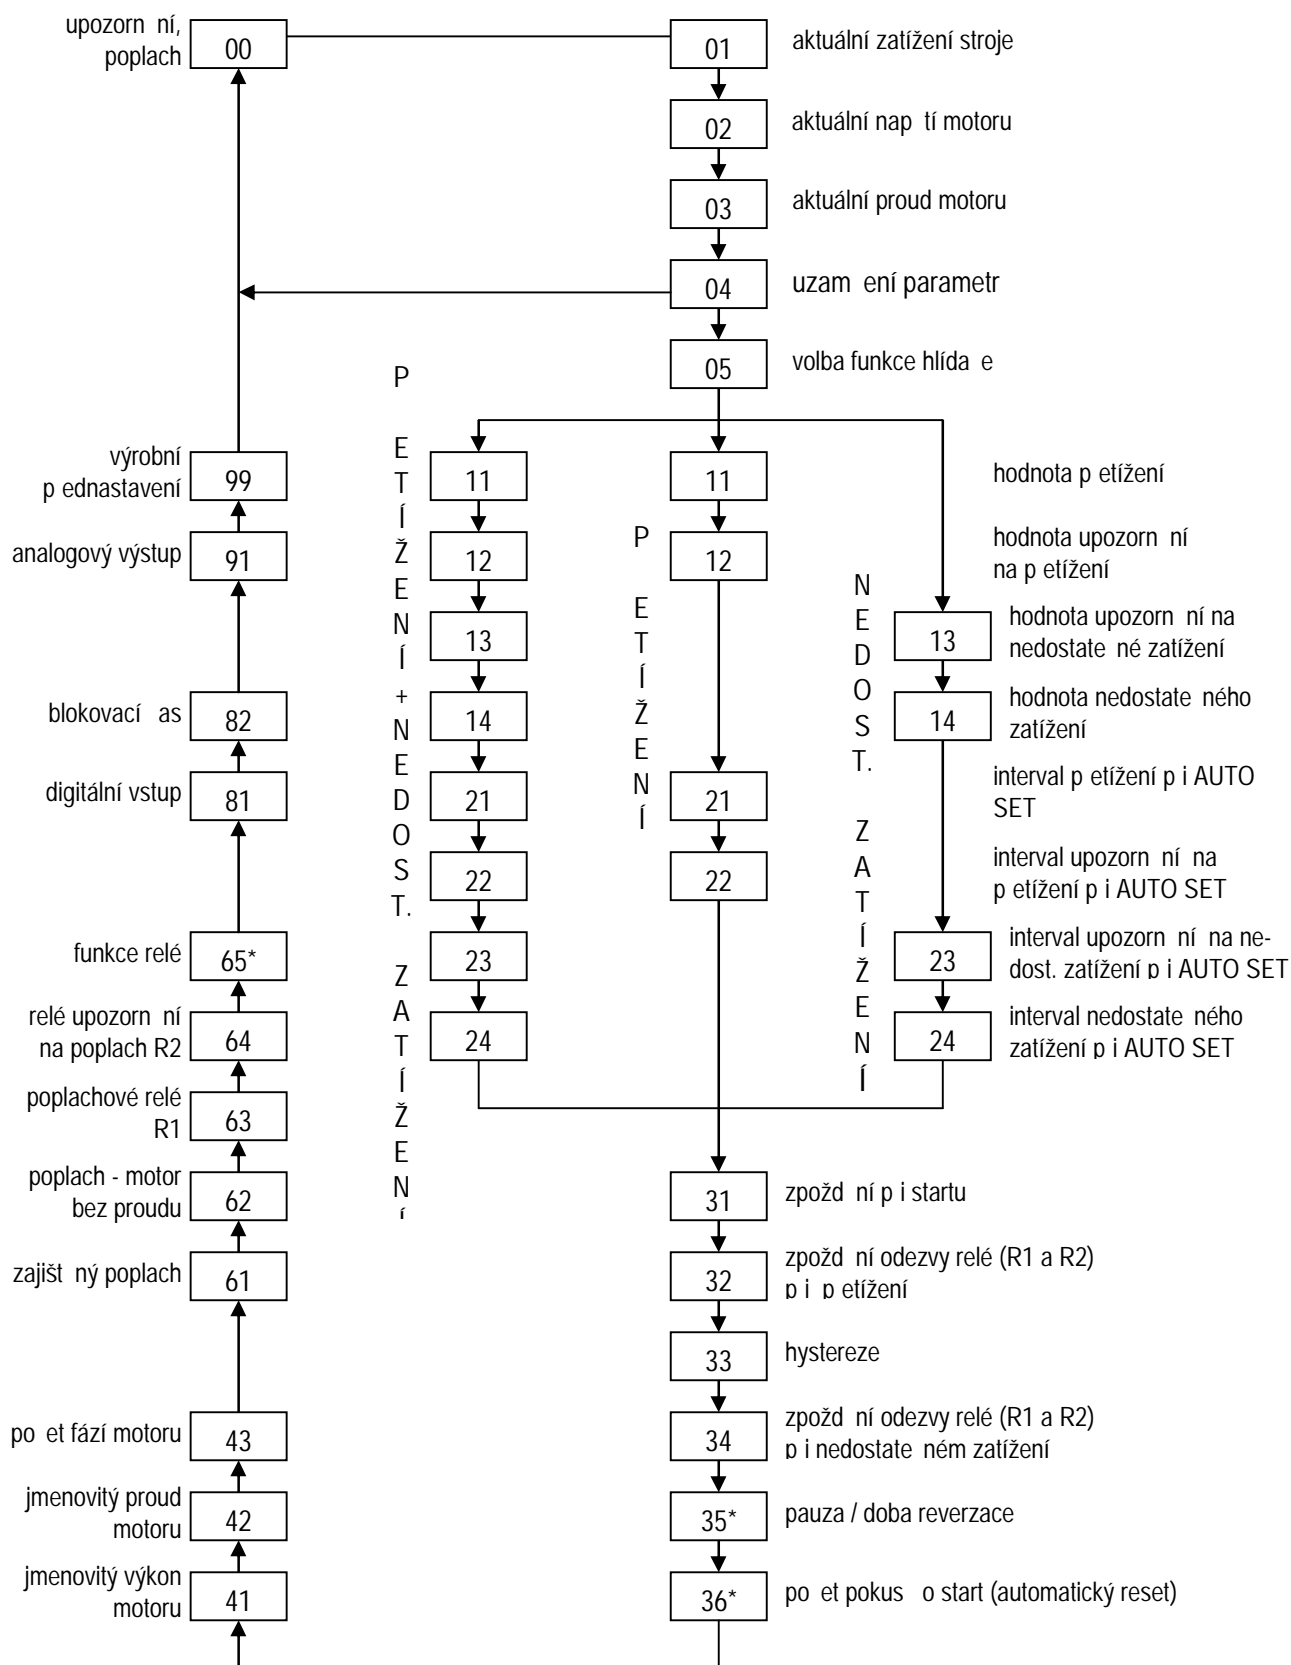 upozorn ní,
poplach
00
01
aktuální zatížení stroje
02
aktuální nap tí motoru
03
aktuální proud motoru
04
uzam ení parametr
05
volba funkce hlída e
P ETÍŽENÍ + NEDOST. ZATÍŽENÍ
P ETÍŽENÍ
NEDOST. ZATÍŽENÍ
výrobní
p ednastavení
99
11
11
hodnota p etížení
analogový výstup
91
12
12
hodnota upozorn ní
na p etížení
13
13
hodnota upozorn ní na
nedostate né zatížení
blokovací as
82
14
14
hodnota nedostate ného
zatížení
digitální vstup
81
21
21
interval p etížení p i AUTO
SET
22
22
interval upozorn ní na
p etížení p i AUTO SET
funkce relé
65*
23
23
interval upozorn ní na ne-
dost. zatížení p i AUTO SET
relé upozorn ní
na poplach R2
64
24
24
interval nedostate ného
zatížení p i AUTO SET
poplachové relé
R1
63
poplach - motor
bez proudu
62
31
zpožd ní p i startu
zajišt ný poplach
61
32
zpožd ní odezvy relé (R1 a R2)
p i p etížení
33
hystereze
po et fází motoru
43
34
zpožd ní odezvy relé (R1 a R2)
p i nedostate ném zatížení
jmenovitý proud
motoru
42
35*
pauza / doba reverzace
jmenovitý výkon
motoru
41
36*
po et pokus o start (automatický reset)